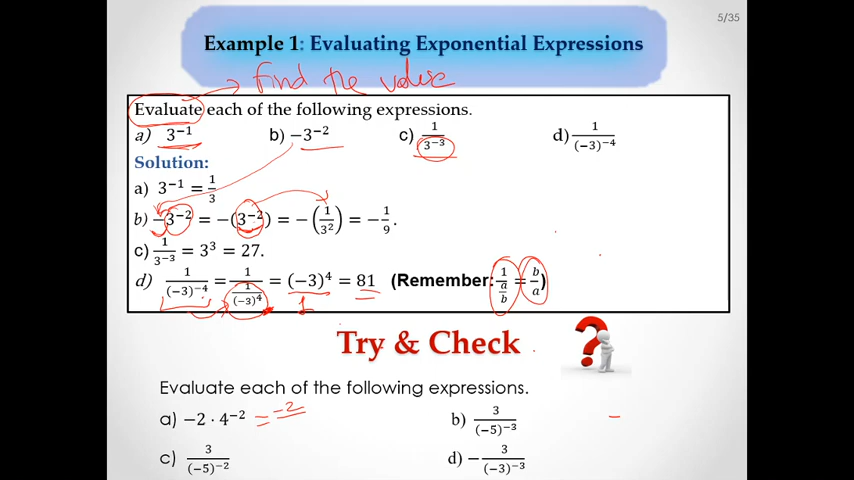 5/35
Example 1: Evaluating Exponential Expressions
find the value
Evaluate each of the following expressions.
a) 3⁻¹ b) −3⁻² c) 1/3⁻³ d) 1/(−3)⁻⁴
Solution:
a) 3⁻¹ = 1/3
b) −3⁻² = −(3⁻²) = −(1/3²) = −1/9.
c) 1/3⁻³ = 3³ = 27.
d) 1/(−3)⁻⁴ = 1/(1/(−3)⁴) = (−3)⁴ = 81 (Remember: 1/(a/b) = b/a)
1
Try & Check
Evaluate each of the following expressions.
a) −2 · 4⁻² = −2 b) 3/(−5)⁻³
c) 3/(−5)⁻² d) −3/(−3)⁻³